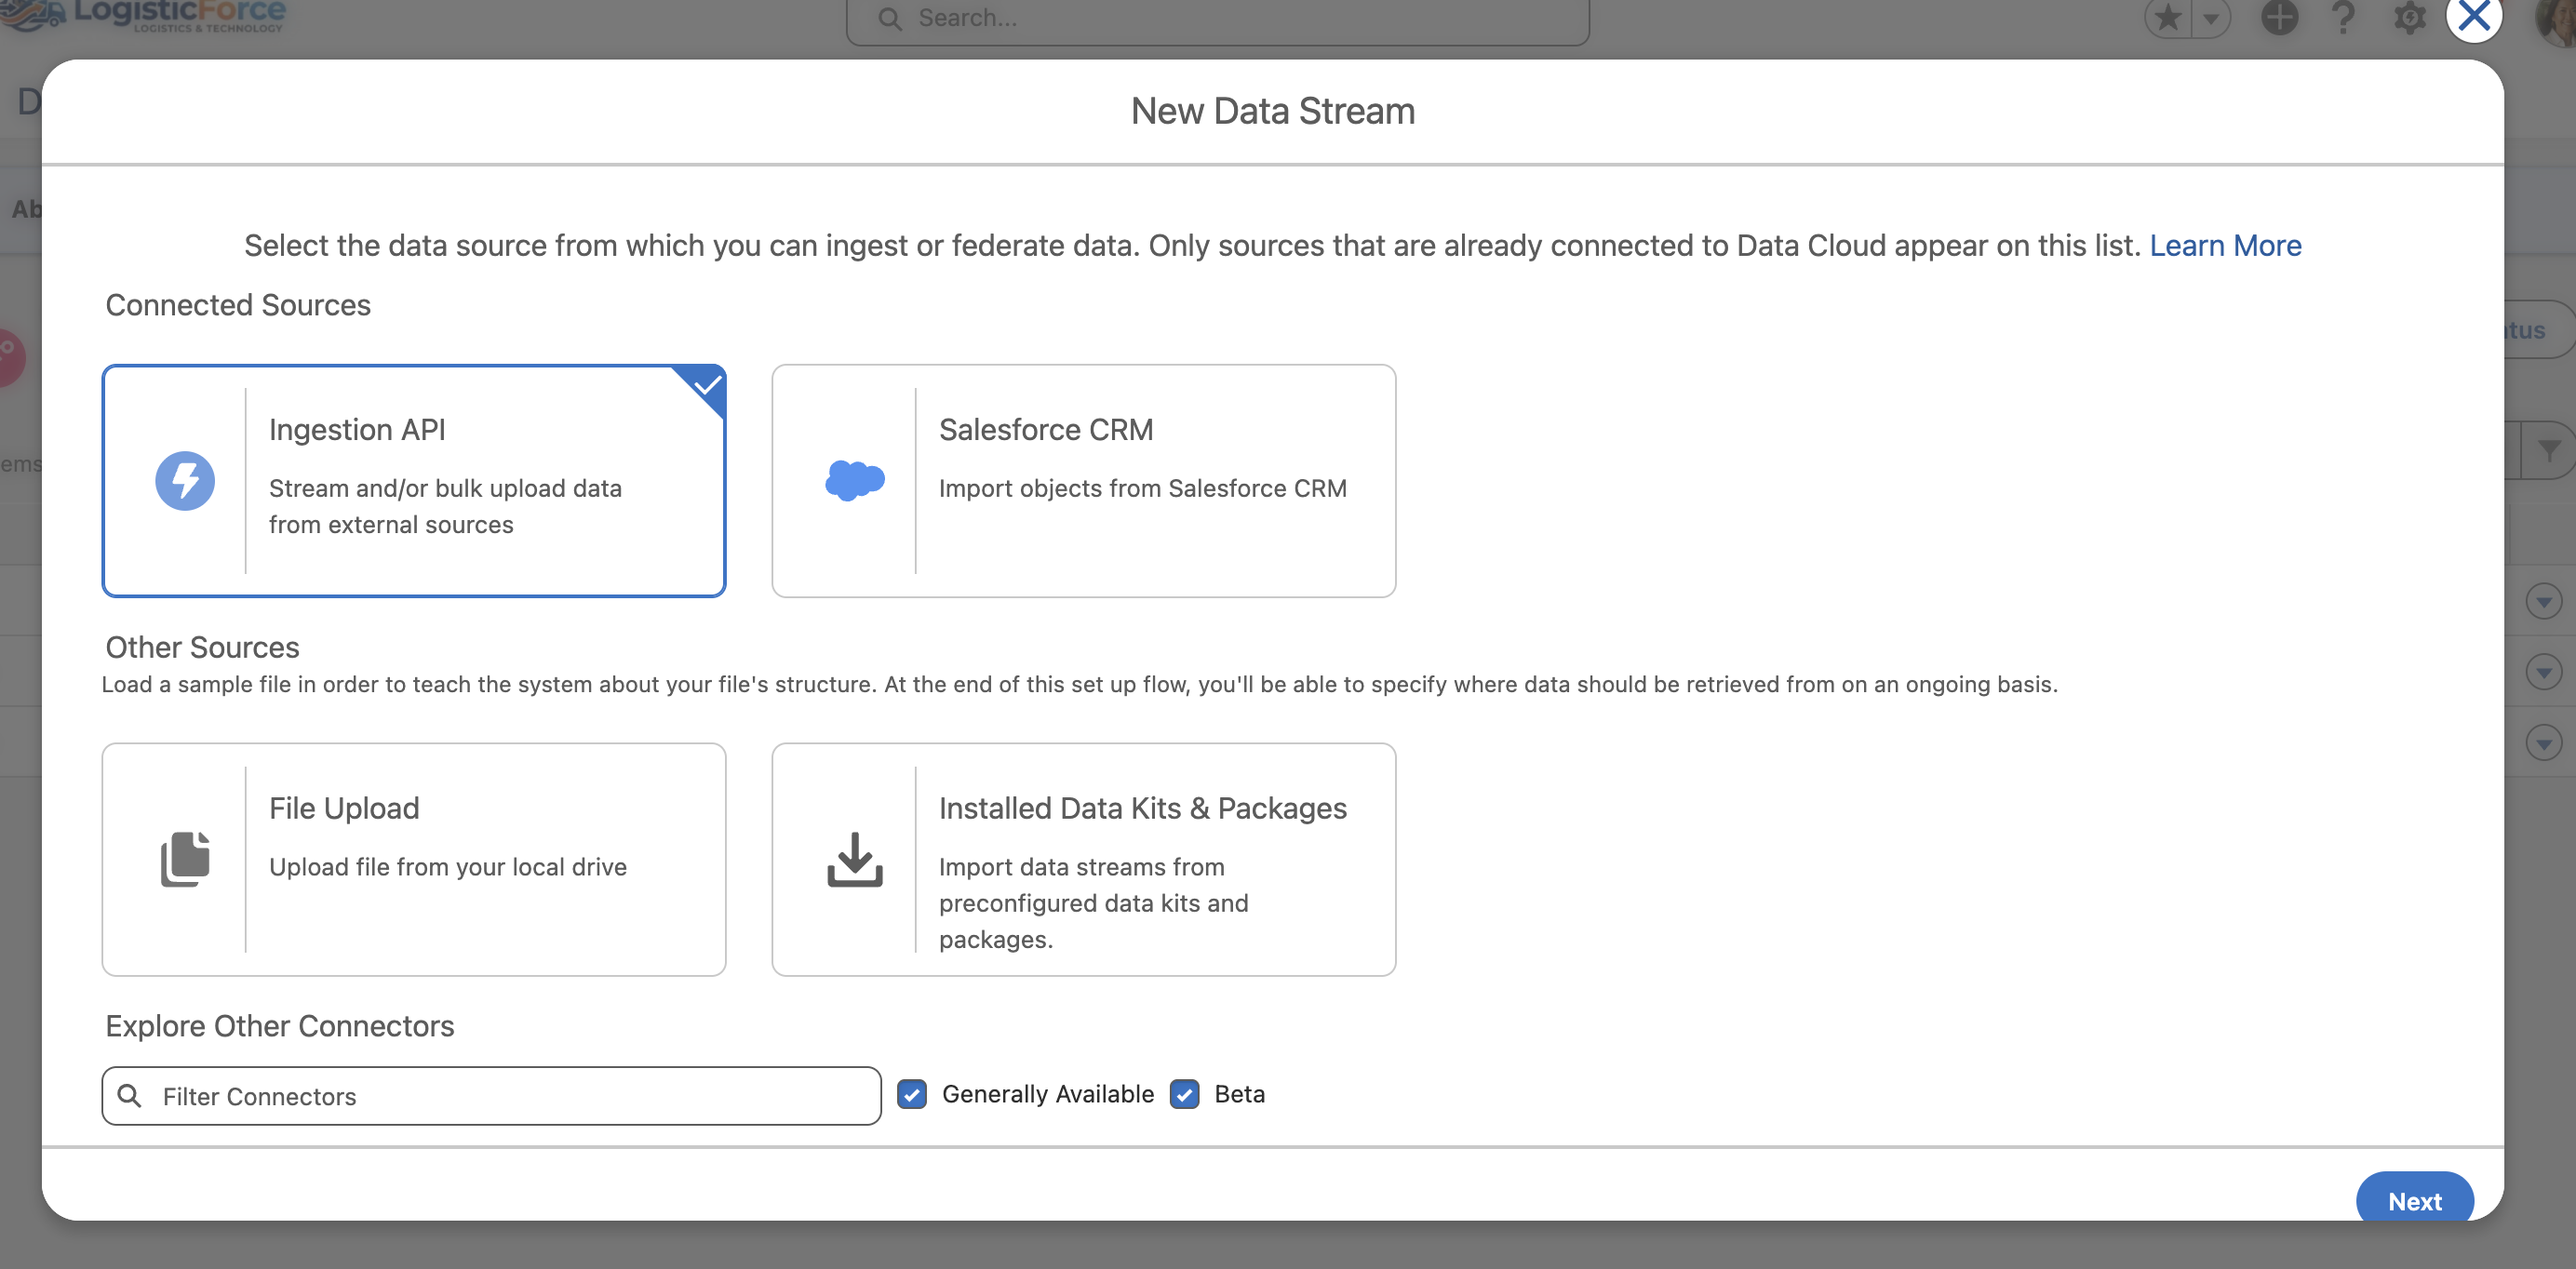 LogisticForce
LOGISTICS & TECHNOLOGY
Search...
New Data Stream
Select the data source from which you can ingest or federate data. Only sources that are already connected to Data Cloud appear on this list. Learn More
Connected Sources
Ingestion API
Stream and/or bulk upload data
from external sources
Salesforce CRM
Import objects from Salesforce CRM
Other Sources
Load a sample file in order to teach the system about your file's structure. At the end of this set up flow, you'll be able to specify where data should be retrieved from on an ongoing basis.
File Upload
Upload file from your local drive
Installed Data Kits & Packages
Import data streams from
preconfigured data kits and
packages.
Explore Other Connectors
Filter Connectors
Generally Available
Beta
Next